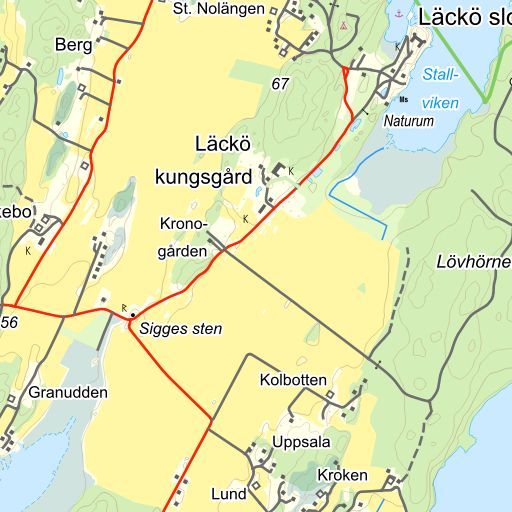 St. Nolängen
Läckö slo
Berg
67
Stall-
viken
K
Ms
Naturum
Läckö
kungsgård
K
kebo
K
Krono-
gården
K
Lövhörne
56
R
Sigges sten
Granudden
Kolbotten
Uppsala
Kroken
Lund